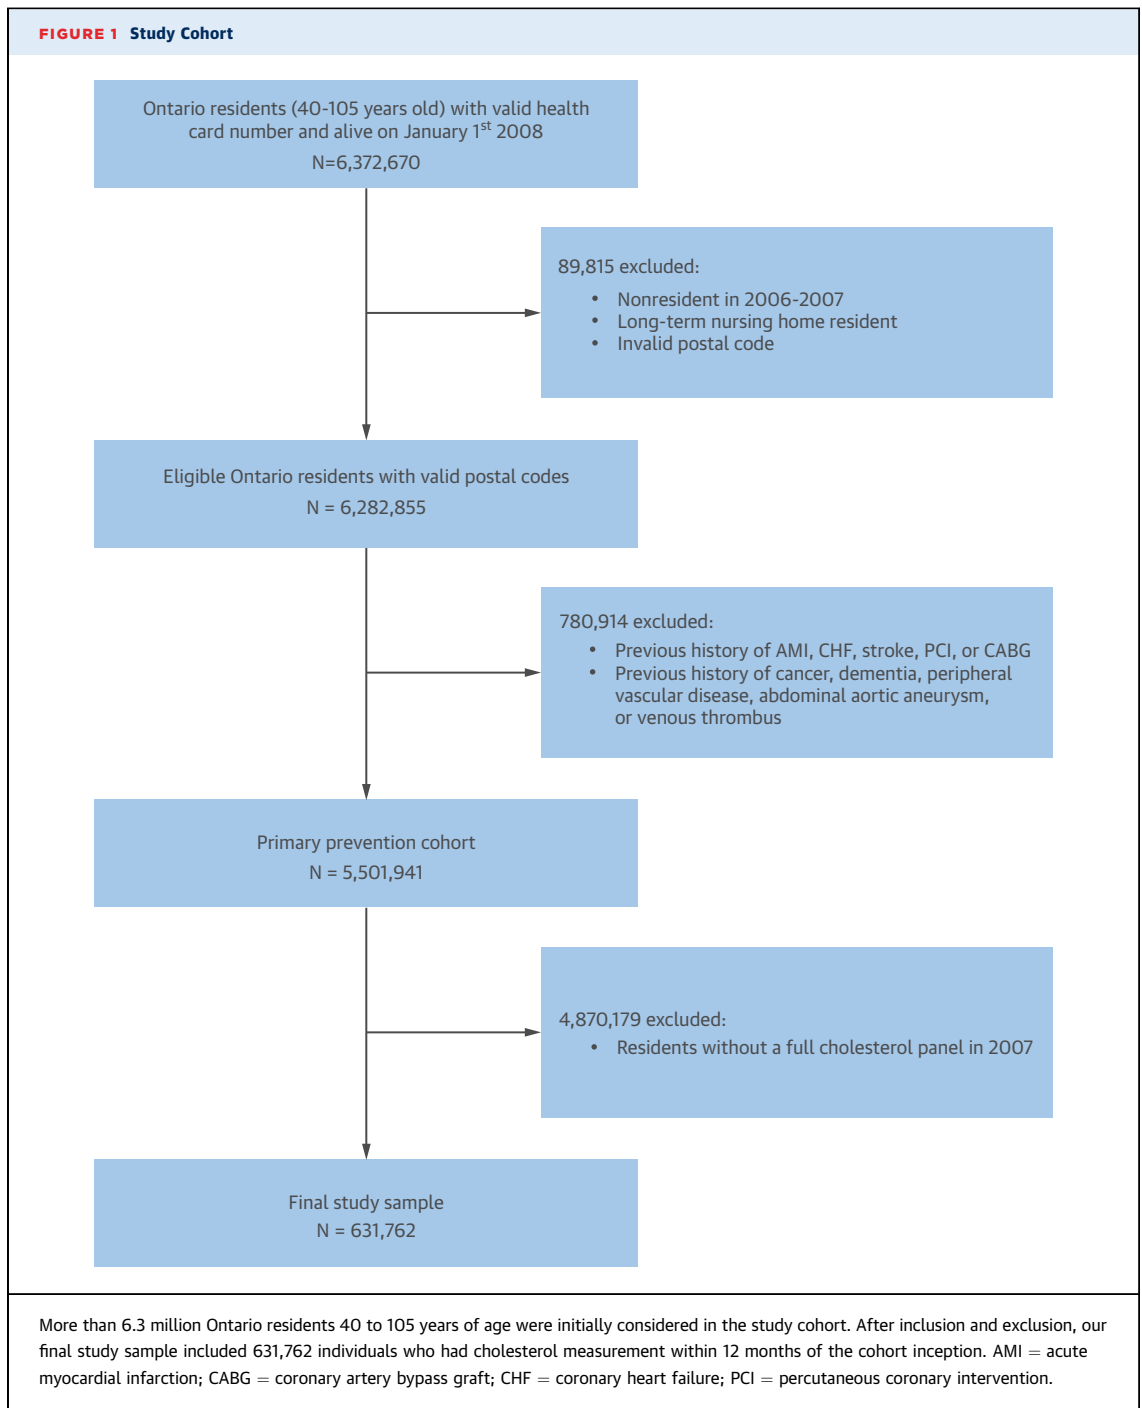 FIGURE 1 Study Cohort
Ontario residents (40-105 years old) with valid health
card number and alive on January 1st 2008
N=6,372,670
89,815 excluded:
• Nonresident in 2006-2007
• Long-term nursing home resident
• Invalid postal code
Eligible Ontario residents with valid postal codes
N = 6,282,855
780,914 excluded:
• Previous history of AMI, CHF, stroke, PCI, or CABG
• Previous history of cancer, dementia, peripheral
vascular disease, abdominal aortic aneurysm,
or venous thrombus
Primary prevention cohort
N = 5,501,941
4,870,179 excluded:
• Residents without a full cholesterol panel in 2007
Final study sample
N = 631,762
More than 6.3 million Ontario residents 40 to 105 years of age were initially considered in the study cohort. After inclusion and exclusion, our
final study sample included 631,762 individuals who had cholesterol measurement within 12 months of the cohort inception. AMI = acute
myocardial infarction; CABG = coronary artery bypass graft; CHF = coronary heart failure; PCI = percutaneous coronary intervention.